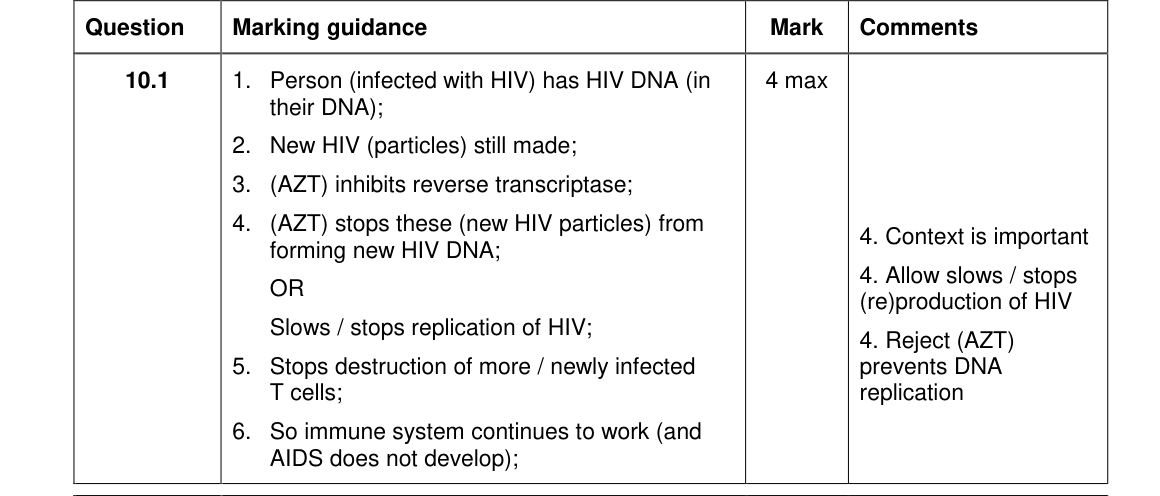 Question Marking guidance Mark Comments
10.1 1. Person (infected with HIV) has HIV DNA (in 4 max
their DNA);
2. New HIV (particles) still made;
3. (AZT) inhibits reverse transcriptase;
4. (AZT) stops these (new HIV particles) from
forming new HIV DNA;
OR
Slows / stops replication of HIV;
5. Stops destruction of more / newly infected
T cells;
6. So immune system continues to work (and
AIDS does not develop);
4. Context is important
4. Allow slows / stops
(re)production of HIV
4. Reject (AZT)
prevents DNA
replication